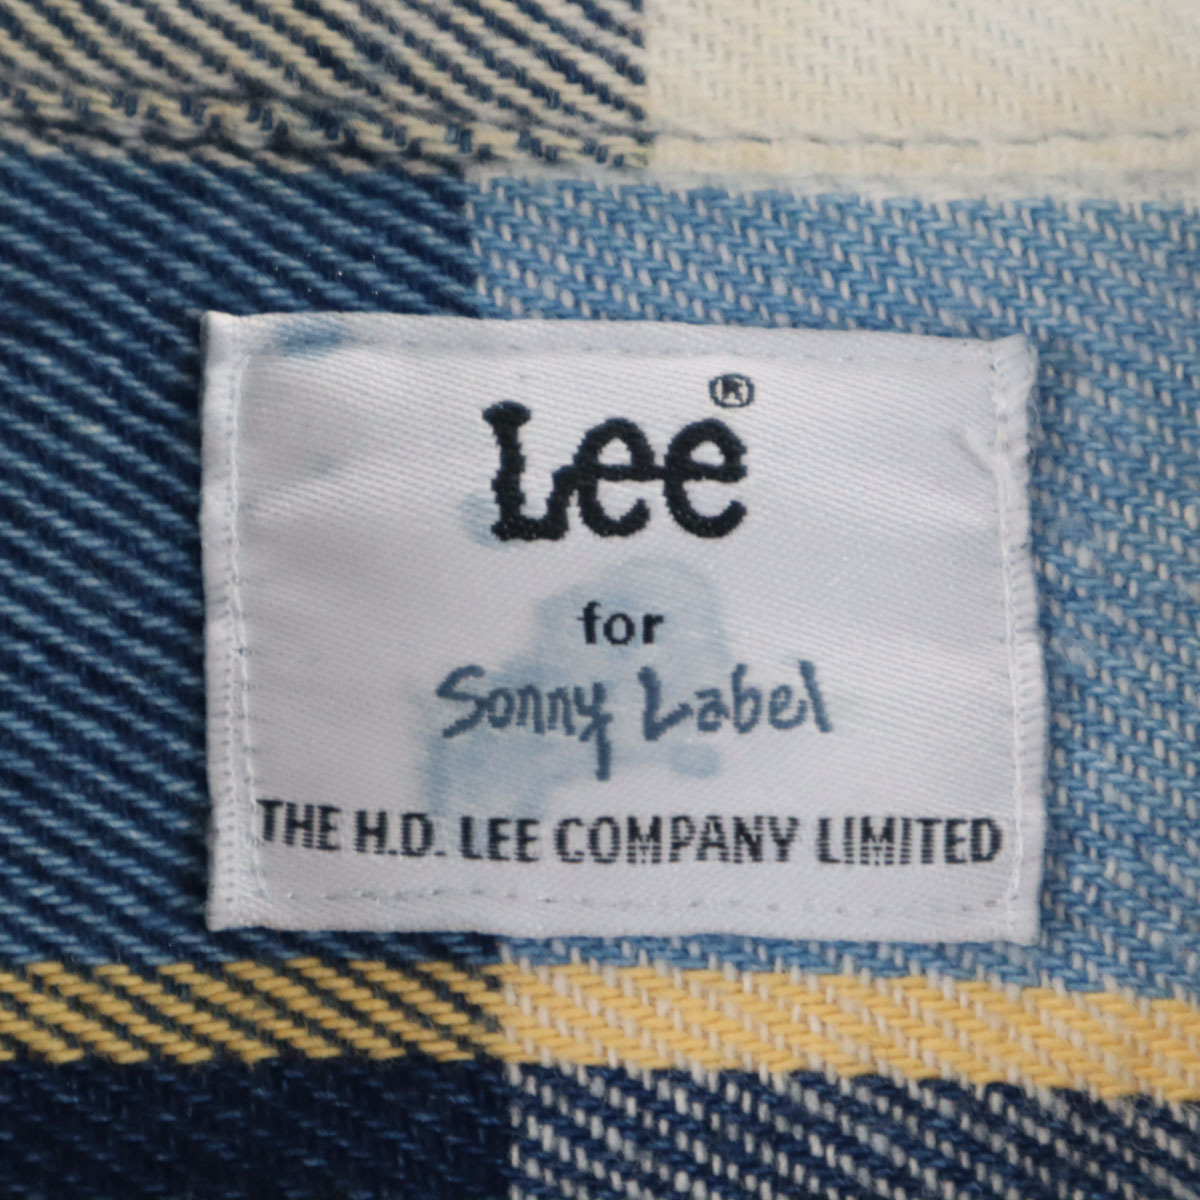 Lee®
for
Sonny Label
THE H.D. LEE COMPANY LIMITED